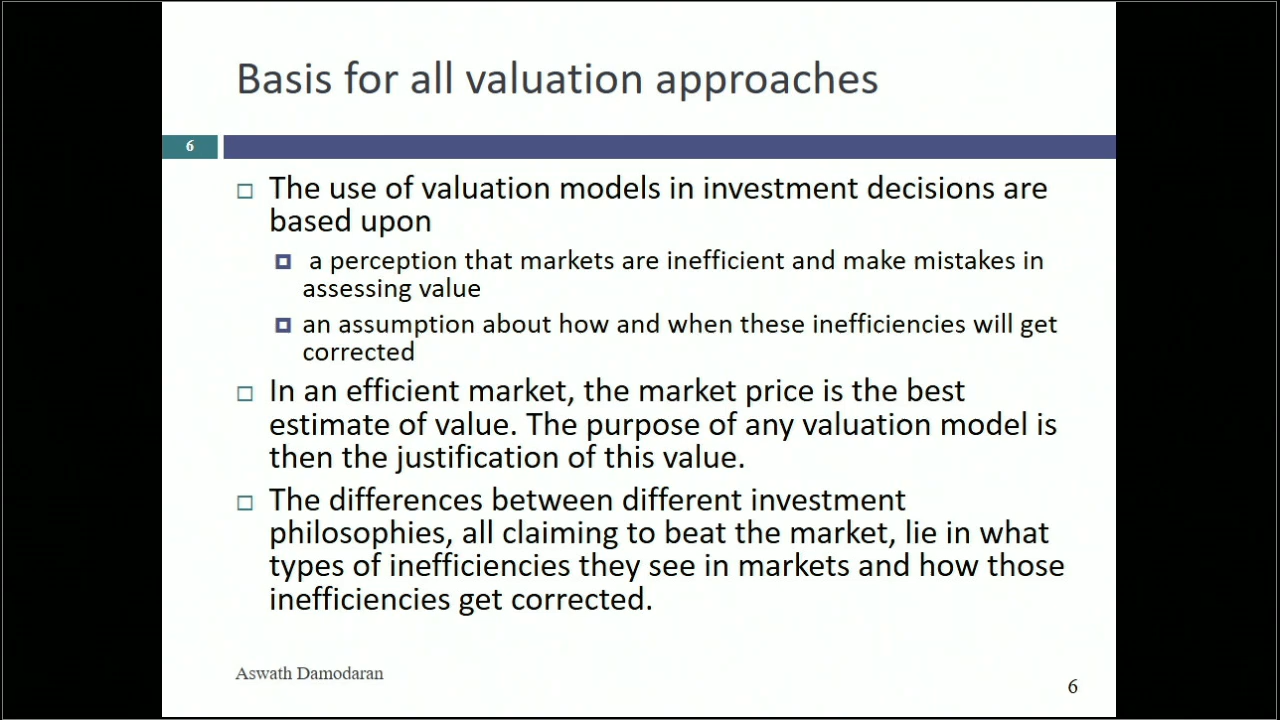 Basis for all valuation approaches
6
The use of valuation models in investment decisions are
based upon
a perception that markets are inefficient and make mistakes in
assessing value
an assumption about how and when these inefficiencies will get
corrected
In an efficient market, the market price is the best
estimate of value. The purpose of any valuation model is
then the justification of this value.
The differences between different investment
philosophies, all claiming to beat the market, lie in what
types of inefficiencies they see in markets and how those
inefficiencies get corrected.
Aswath Damodaran
6